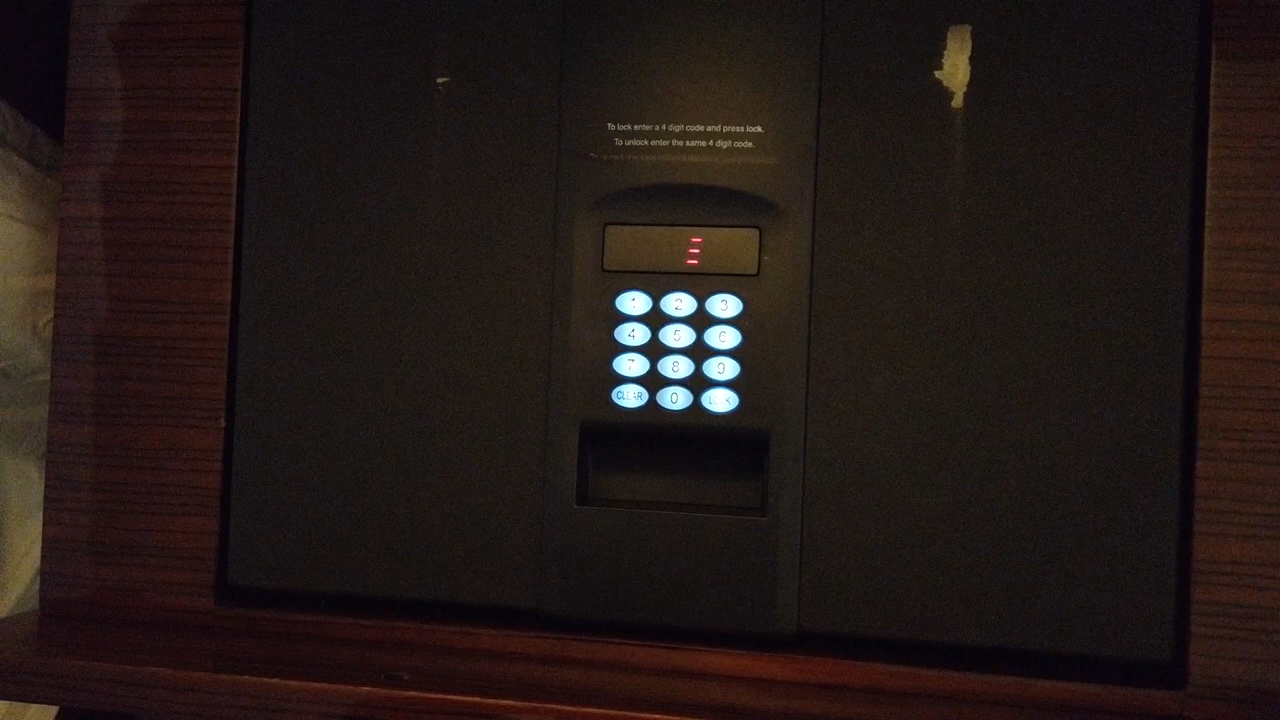 To lock enter a 4 digit code and press lock.
To unlock enter the same 4 digit code.
1 2 3
4 5 6
7 8 9
CLEAR 0 LOCK